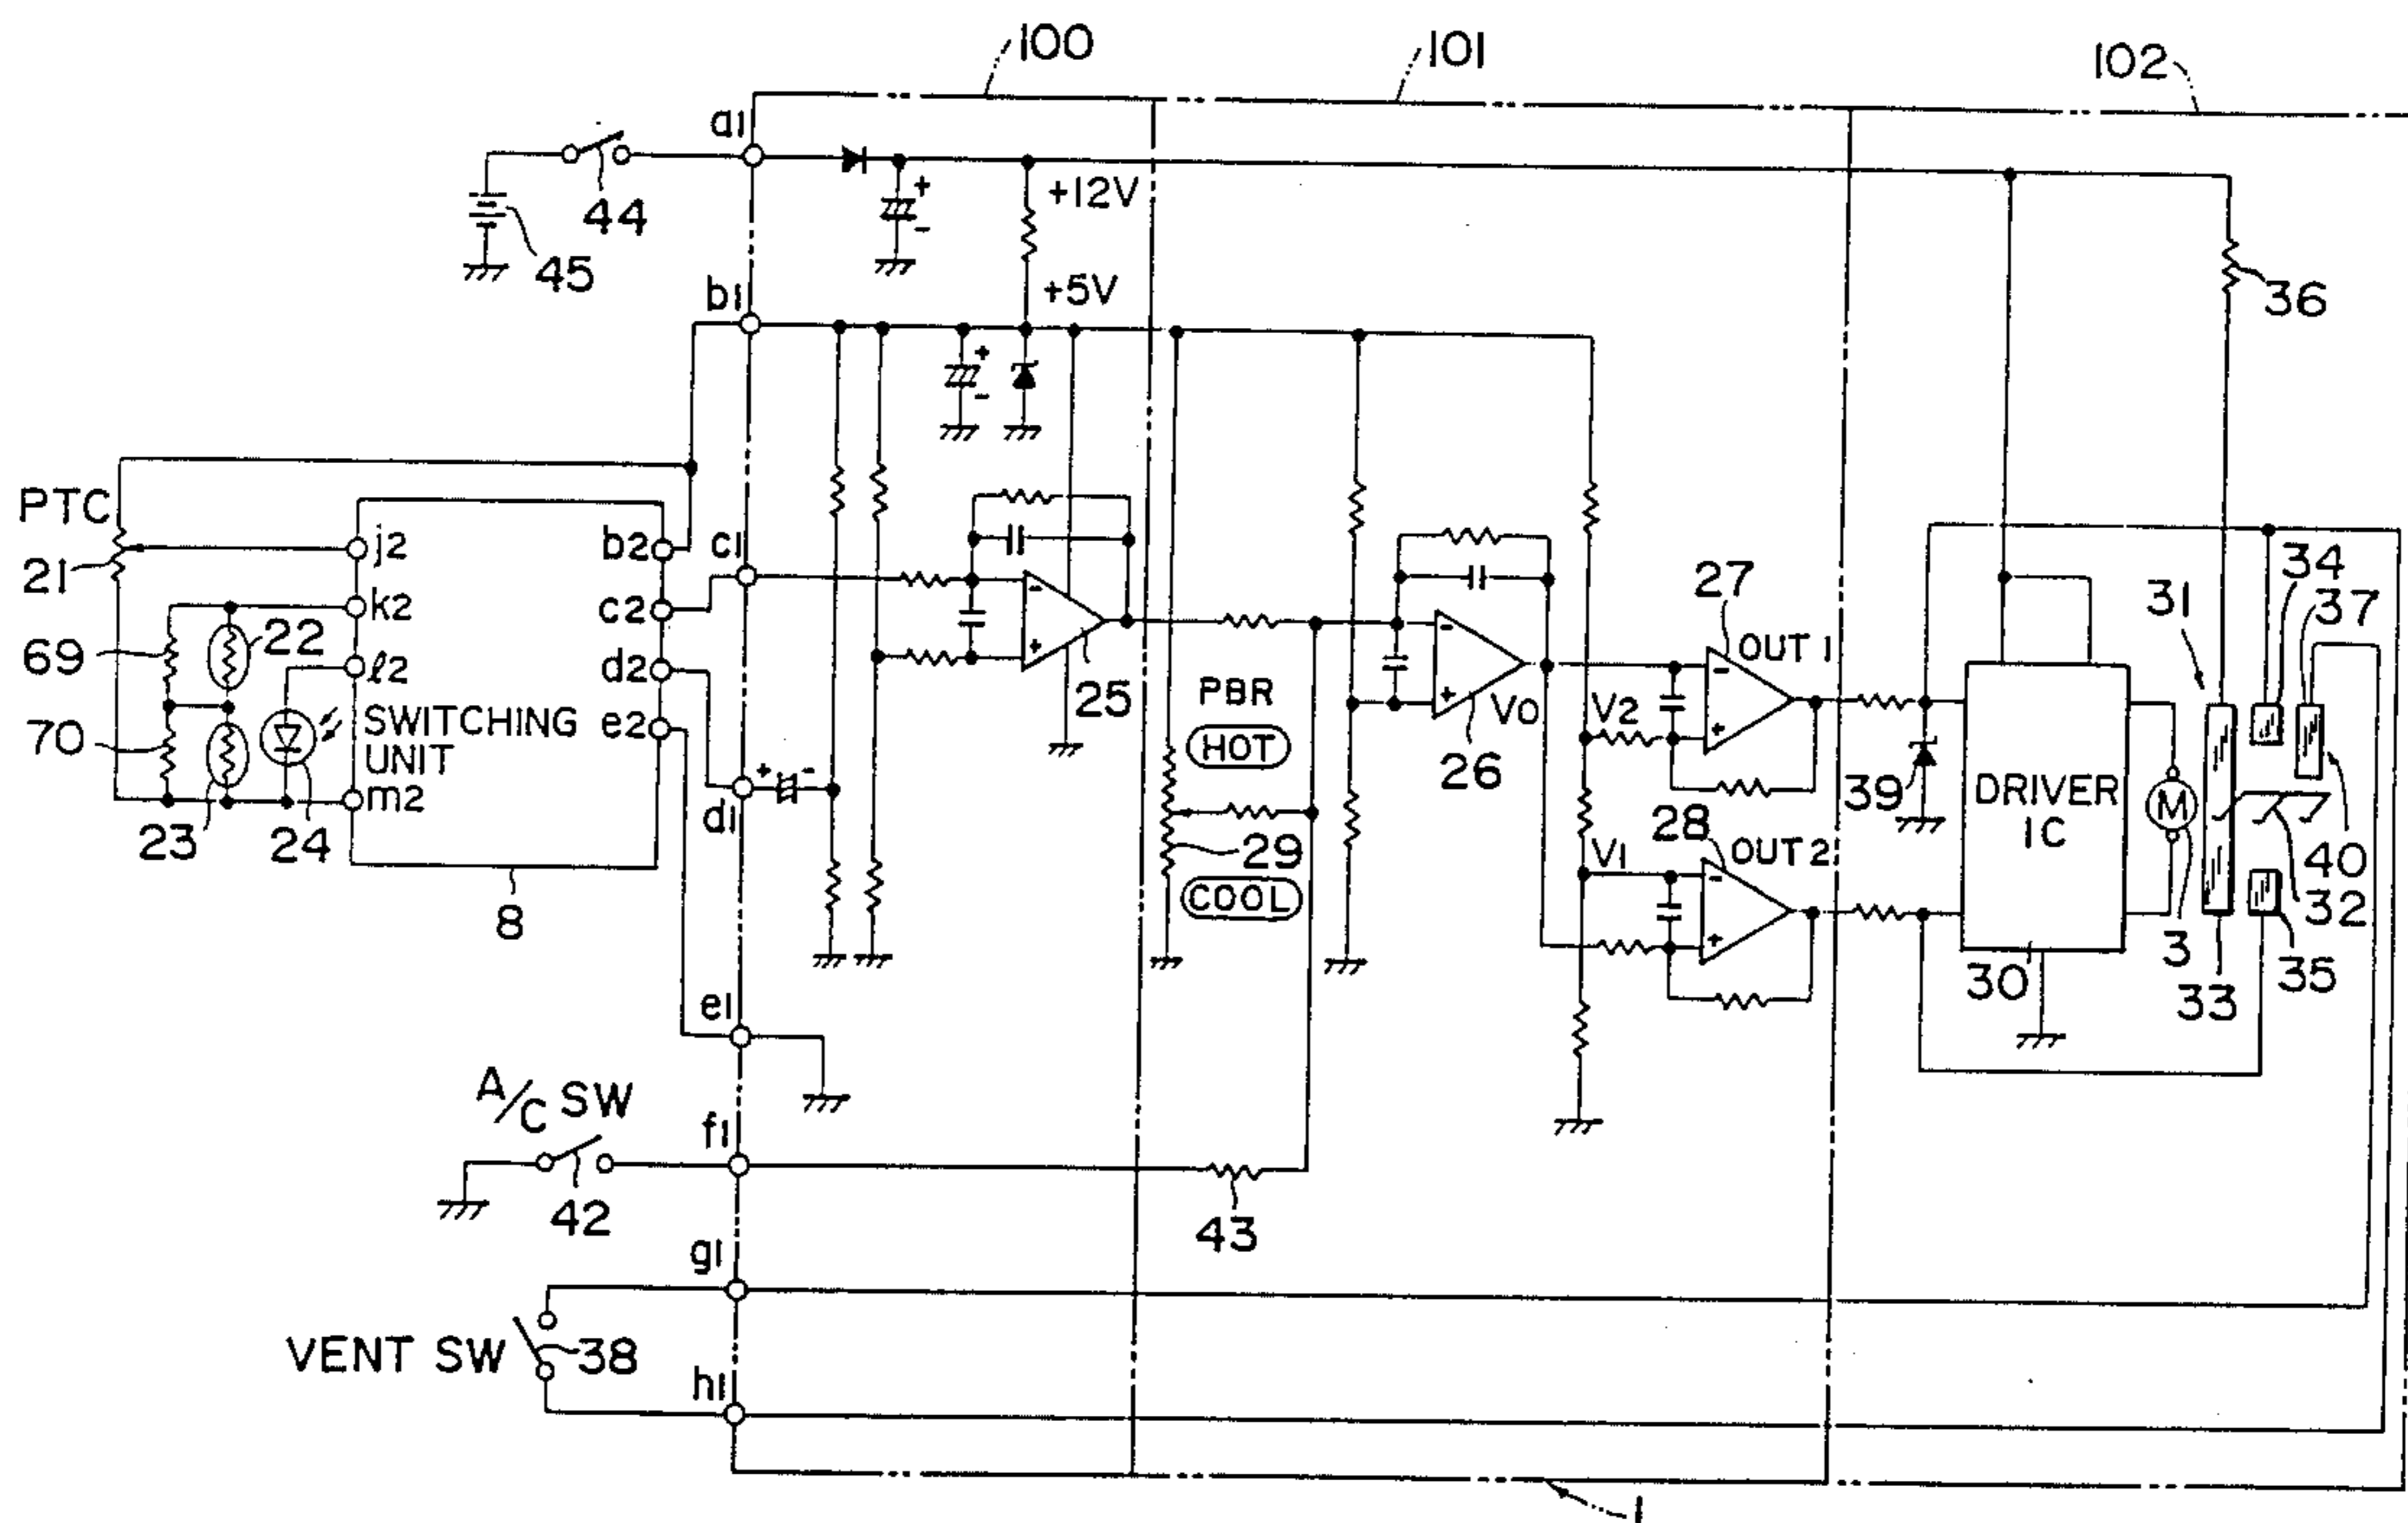 100
101
102
a1
44
45
+
-
+12V
+5V
b1
+
-
36
PTC
21
j2
k2
l2
m2
b2
c2
d2
e2
SWITCHING
UNIT
8
69
70
22
23
24
c1
d1
+ -
e1
-
+
25
PBR
HOT
29
COOL
-
+
26
V0
27
OUT 1
V2
-
+
28
OUT 2
V1
-
+
39
DRIVER
IC
30
M
3
31
34
37
40
32
33
35
A/C SW
42
f1
43
g1
VENT SW
38
h1
1